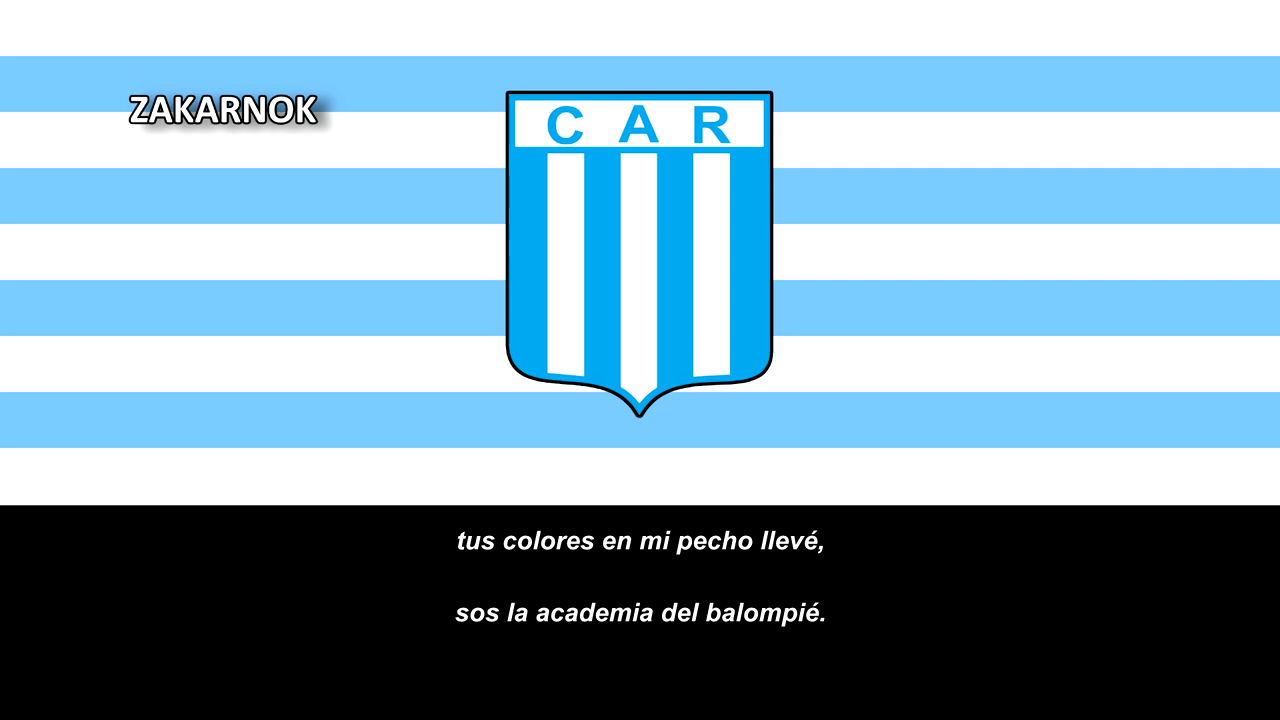 ZAKARNOK
C A R
tus colores en mi pecho llevé,
sos la academia del balompié.